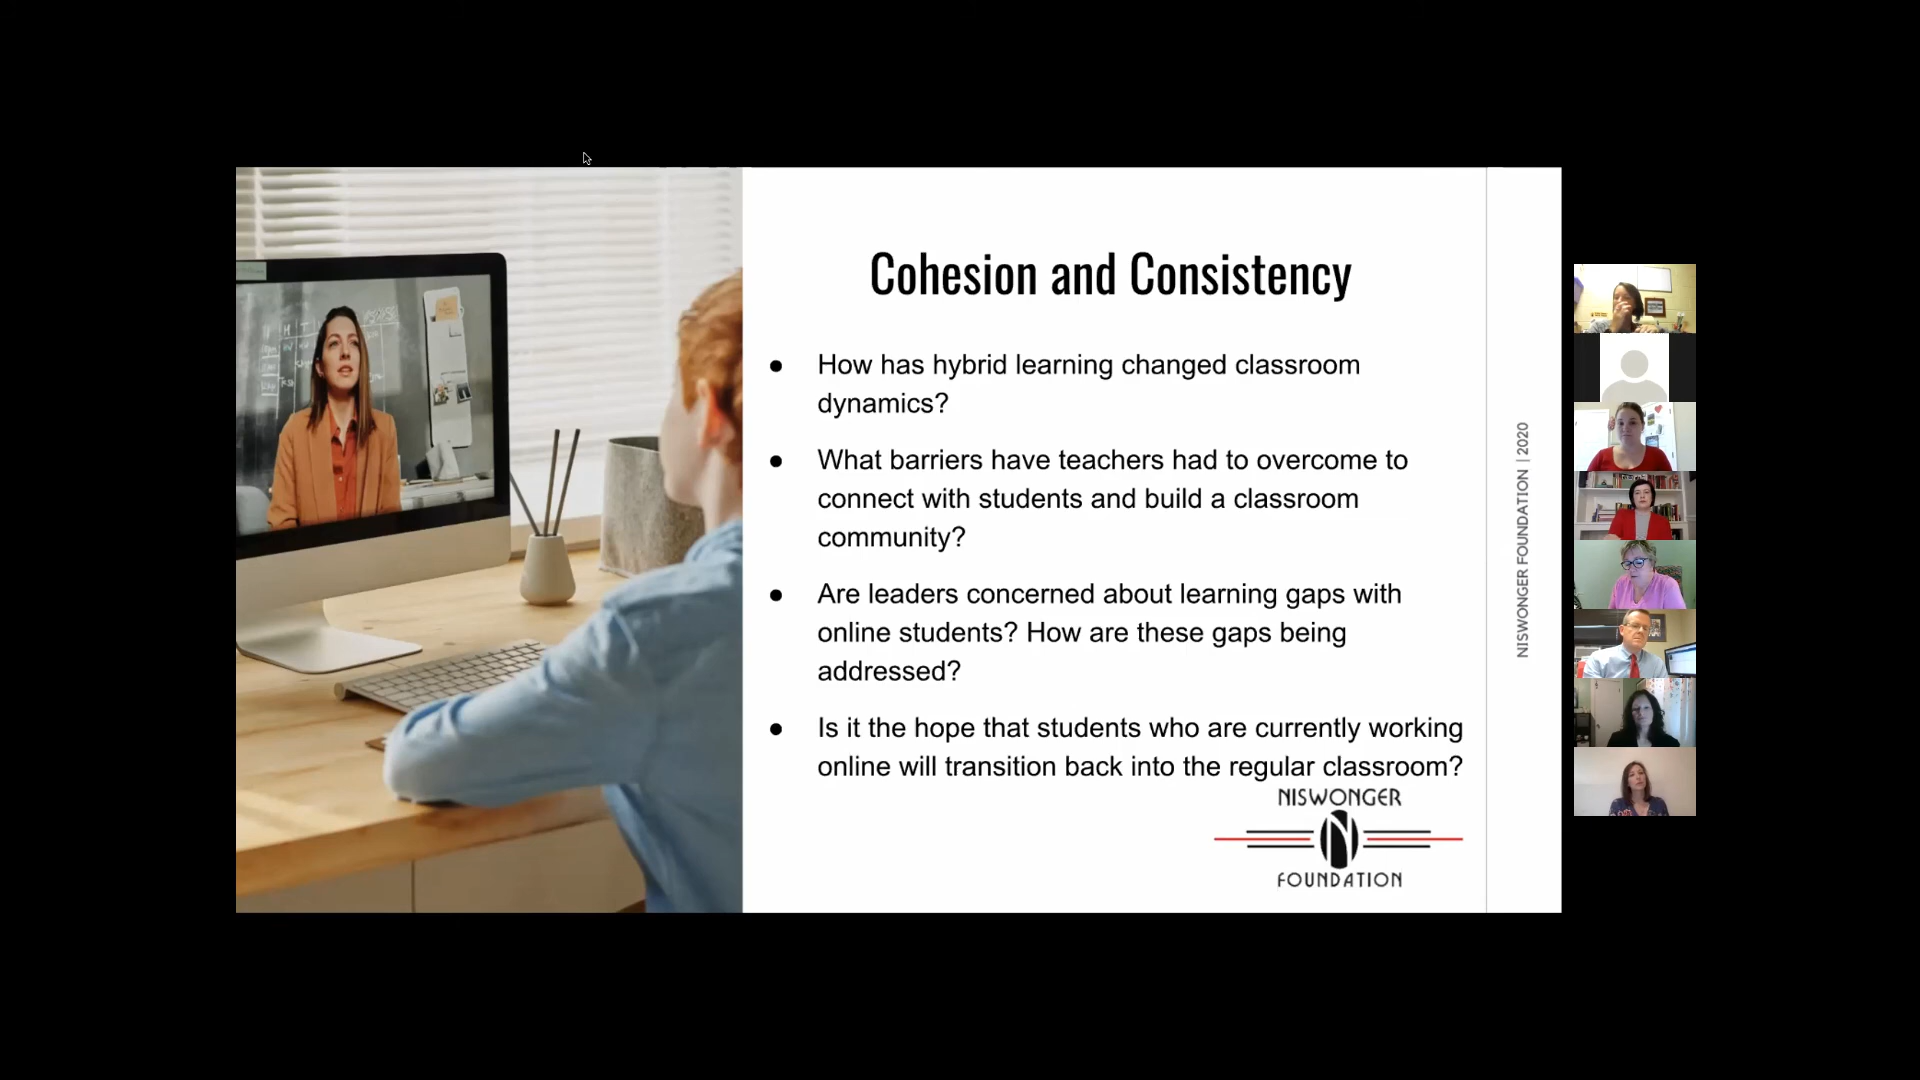 Cohesion and Consistency
● How has hybrid learning changed classroom
dynamics?
● What barriers have teachers had to overcome to
connect with students and build a classroom
community?
● Are leaders concerned about learning gaps with
online students? How are these gaps being
addressed?
● Is it the hope that students who are currently working
online will transition back into the regular classroom?
NISWONGER
N
FOUNDATION
NISWONGER FOUNDATION | 2020